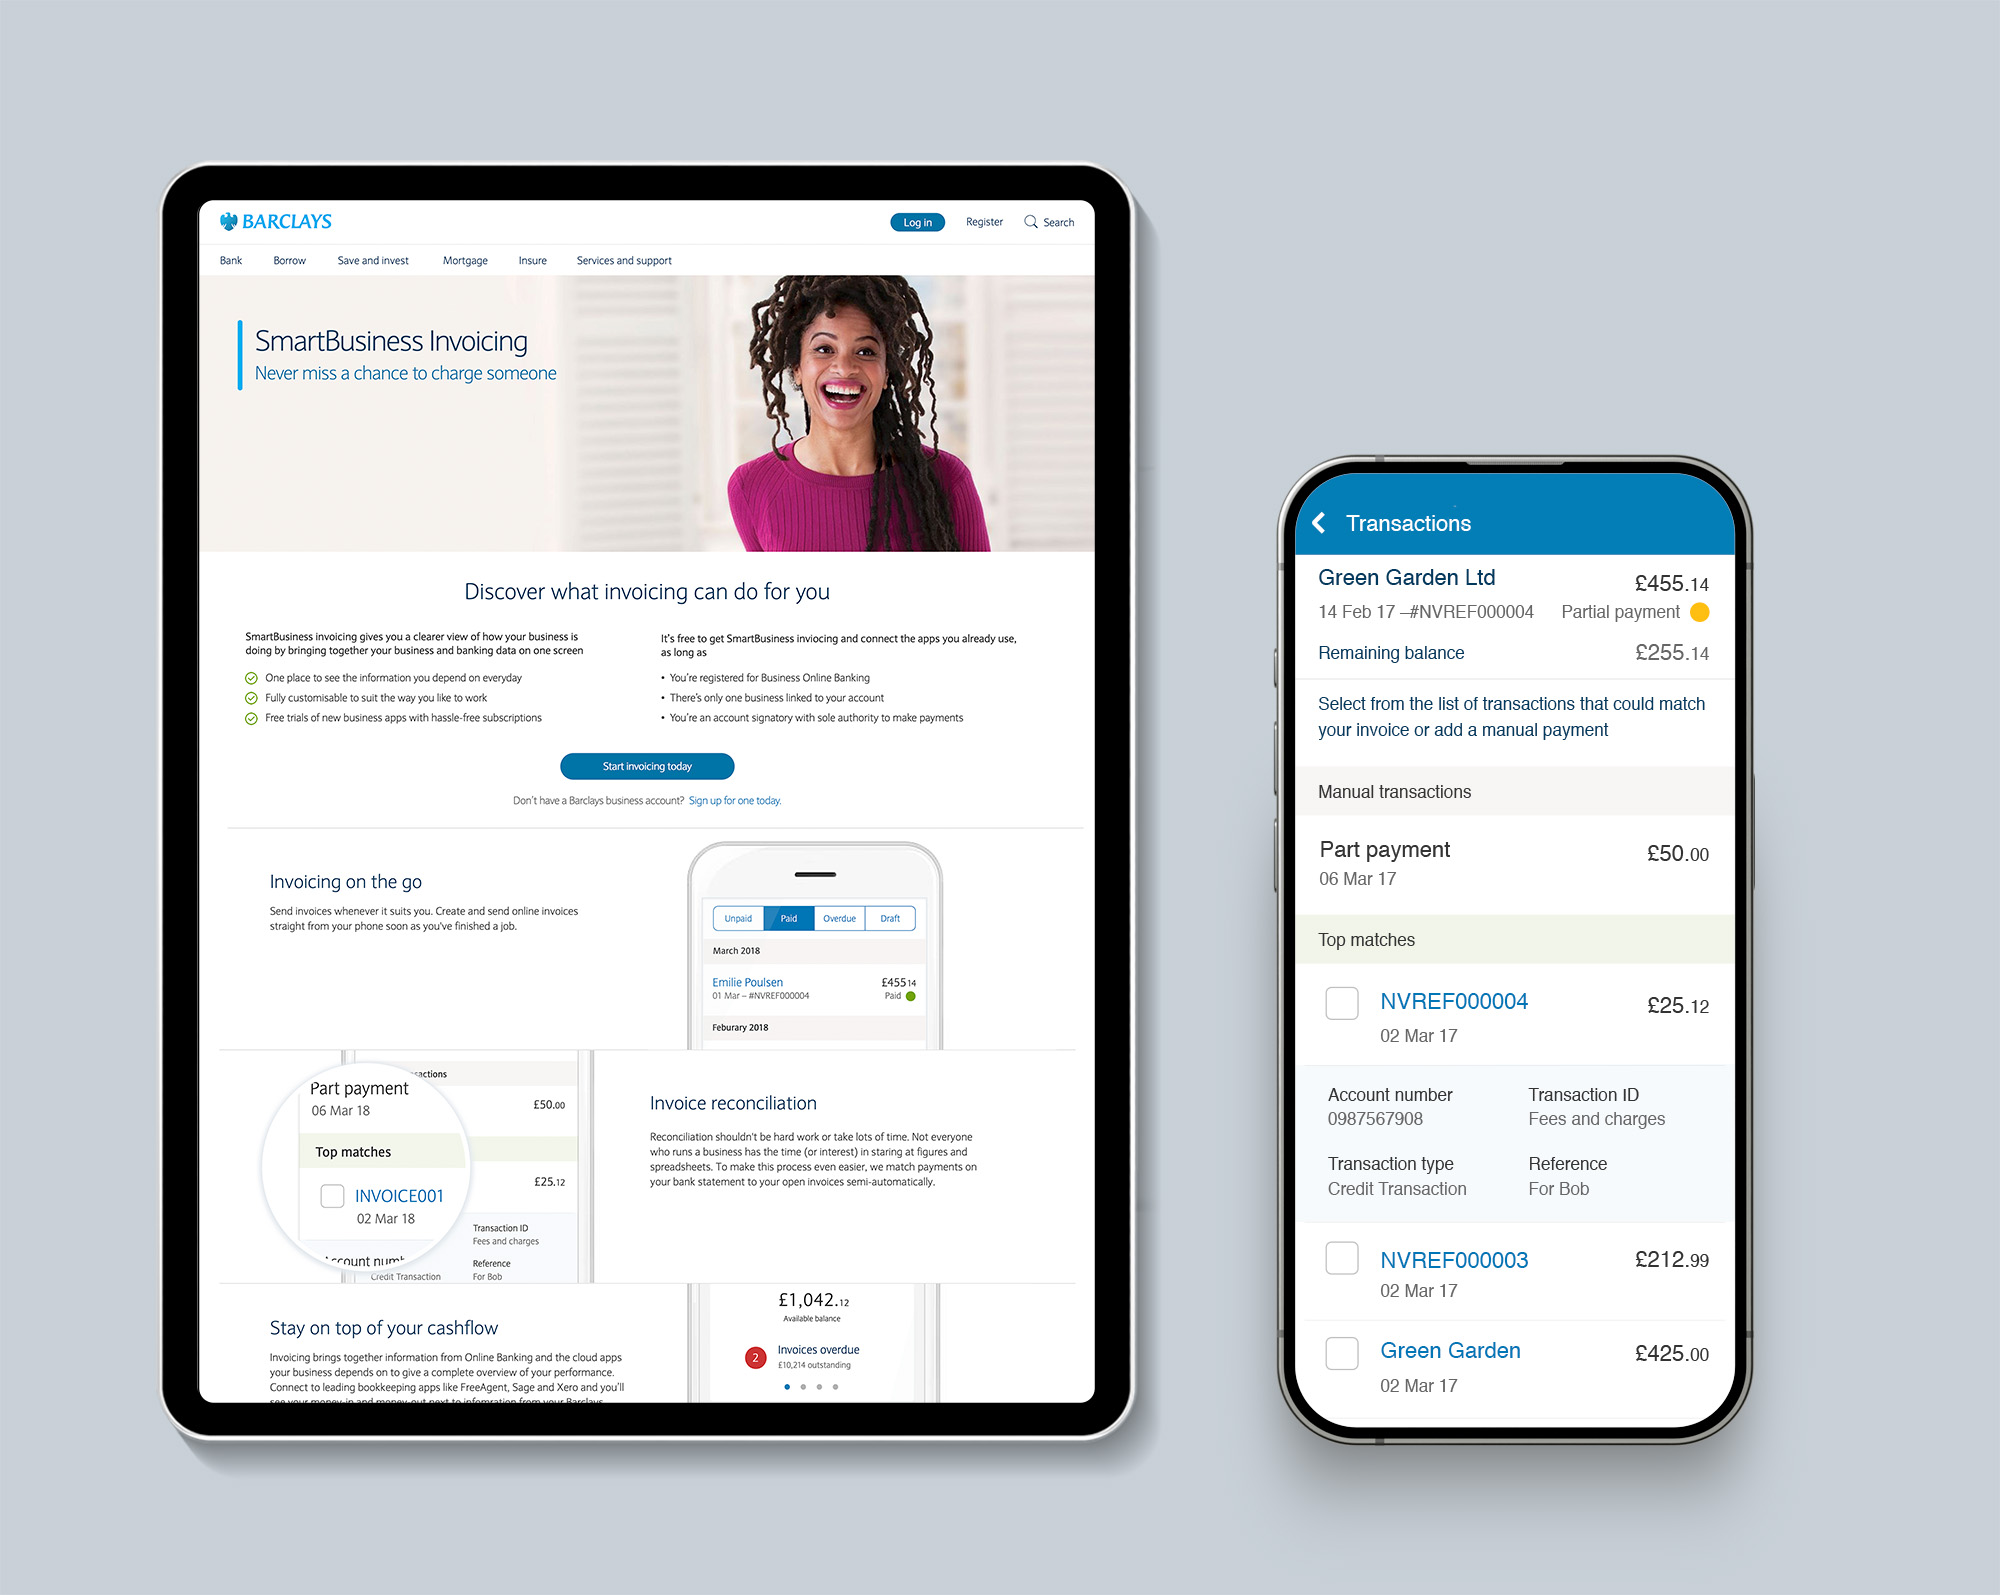 BARCLAYS
Log in
Register
Search
Bank
Borrow
Save and invest
Mortgage
Insure
Services and support
SmartBusiness Invoicing
Never miss a chance to charge someone
Discover what invoicing can do for you
SmartBusiness invoicing gives you a clearer view of how your business is
doing by bringing together your business and banking data on one screen
One place to see the information you depend on everyday
Fully customisable to suit the way you like to work
Free trials of new business apps with hassle-free subscriptions
It's free to get SmartBusiness inviocing and connect the apps you already use,
as long as
• You're registered for Business Online Banking
• There's only one business linked to your account
• You're an account signatory with sole authority to make payments
Start invoicing today
Don't have a Barclays business account? Sign up for one today.
Invoicing on the go
Send invoices whenever it suits you. Create and send online invoices
straight from your phone soon as you've finished a job.
Unpaid
Paid
Overdue
Draft
March 2018
Emilie Poulsen
£455 14
01 Mar – #NVREF000004
Paid
Feburary 2018
sactions
Part payment
06 Mar 18
£50.00
Top matches
INVOICE001
02 Mar 18
£25.12
Account numb
Credit Transaction
Transaction ID
Fees and charges
Reference
For Bob
Invoice reconciliation
Reconciliation shouldn't be hard work or take lots of time. Not everyone
who runs a business has the time (or interest) in staring at figures and
spreadsheets. To make this process even easier, we match payments on
your bank statement to your open invoices semi-automatically.
Stay on top of your cashflow
Invoicing brings together information from Online Banking and the cloud apps
your business depends on to give a complete overview of your performance.
Connect to leading bookkeeping apps like FreeAgent, Sage and Xero and you'll
see your money-in and money-out next to infomration from your Barclays
£1,042.12
Available balance
2
Invoices overdue
£10,214 outstanding
Transactions
Green Garden Ltd
£455.14
14 Feb 17 –#NVREF000004
Partial payment
Remaining balance
£255.14
Select from the list of transactions that could match
your invoice or add a manual payment
Manual transactions
Part payment
£50.00
06 Mar 17
Top matches
NVREF000004
£25.12
02 Mar 17
Account number
Transaction ID
0987567908
Fees and charges
Transaction type
Reference
Credit Transaction
For Bob
NVREF000003
£212.99
02 Mar 17
Green Garden
£425.00
02 Mar 17